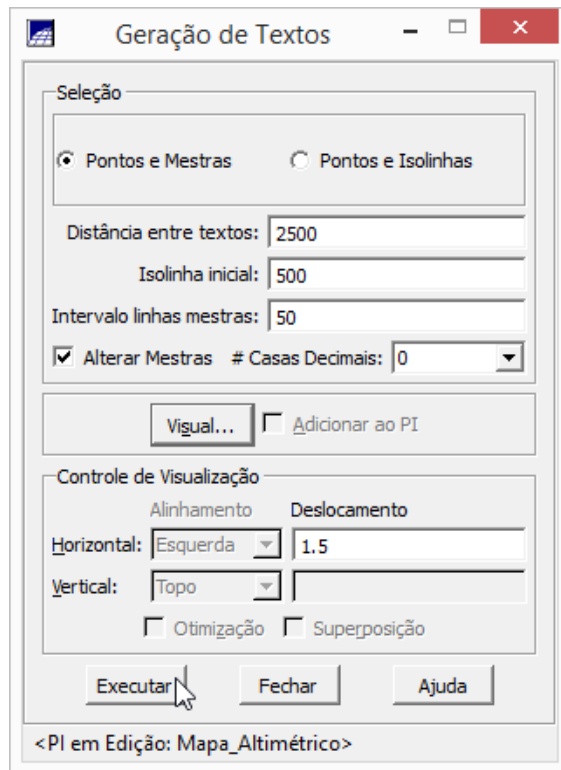 Geração de Textos
Seleção
Pontos e Mestras Pontos e Isolinhas
Distância entre textos: 2500
Isolinha inicial: 500
Intervalo linhas mestras: 50
Alterar Mestras # Casas Decimais: 0
Visual... Adicionar ao PI
Controle de Visualização
Alinhamento Deslocamento
Horizontal: Esquerda 1.5
Vertical: Topo
Otimização Superposição
Executar Fechar Ajuda
<PI em Edição: Mapa_Altimétrico>